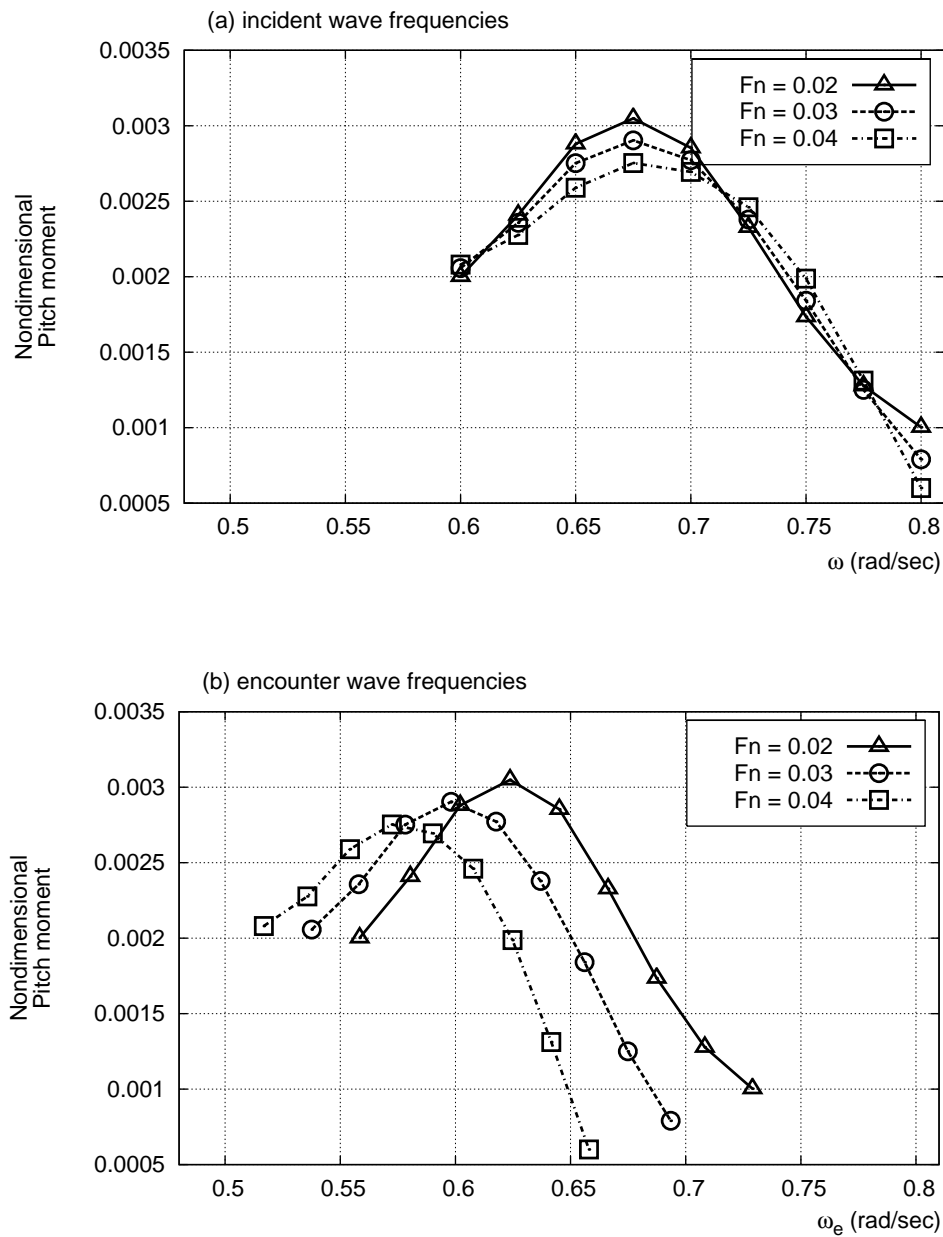 (a) incident wave frequencies
0.0035
0.003
0.0025
0.002
0.0015
0.001
0.0005
Nondimensional
Pitch moment
Fn = 0.02
Fn = 0.03
Fn = 0.04
0.5 0.55 0.6 0.65 0.7 0.75 0.8
ω (rad/sec)
(b) encounter wave frequencies
0.0035
0.003
0.0025
0.002
0.0015
0.001
0.0005
Nondimensional
Pitch moment
Fn = 0.02
Fn = 0.03
Fn = 0.04
0.5 0.55 0.6 0.65 0.7 0.75 0.8
ωe (rad/sec)